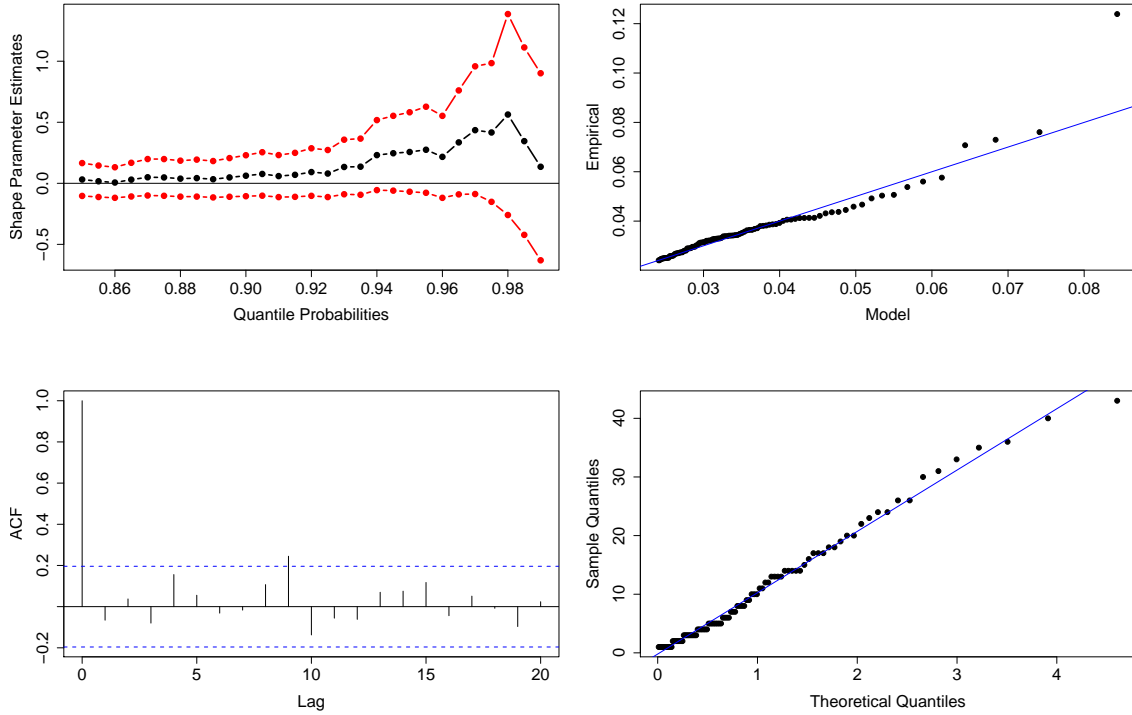 Shape Parameter Estimates
−0.5 0.0 0.5 1.0
0.86 0.88 0.90 0.92 0.94 0.96 0.98
Quantile Probabilities
Empirical
0.04 0.06 0.08 0.10 0.12
0.03 0.04 0.05 0.06 0.07 0.08
Model
ACF
−0.2 0.2 0.4 0.6 0.8 1.0
0 5 10 15 20
Lag
Sample Quantiles
0 10 20 30 40
0 1 2 3 4
Theoretical Quantiles